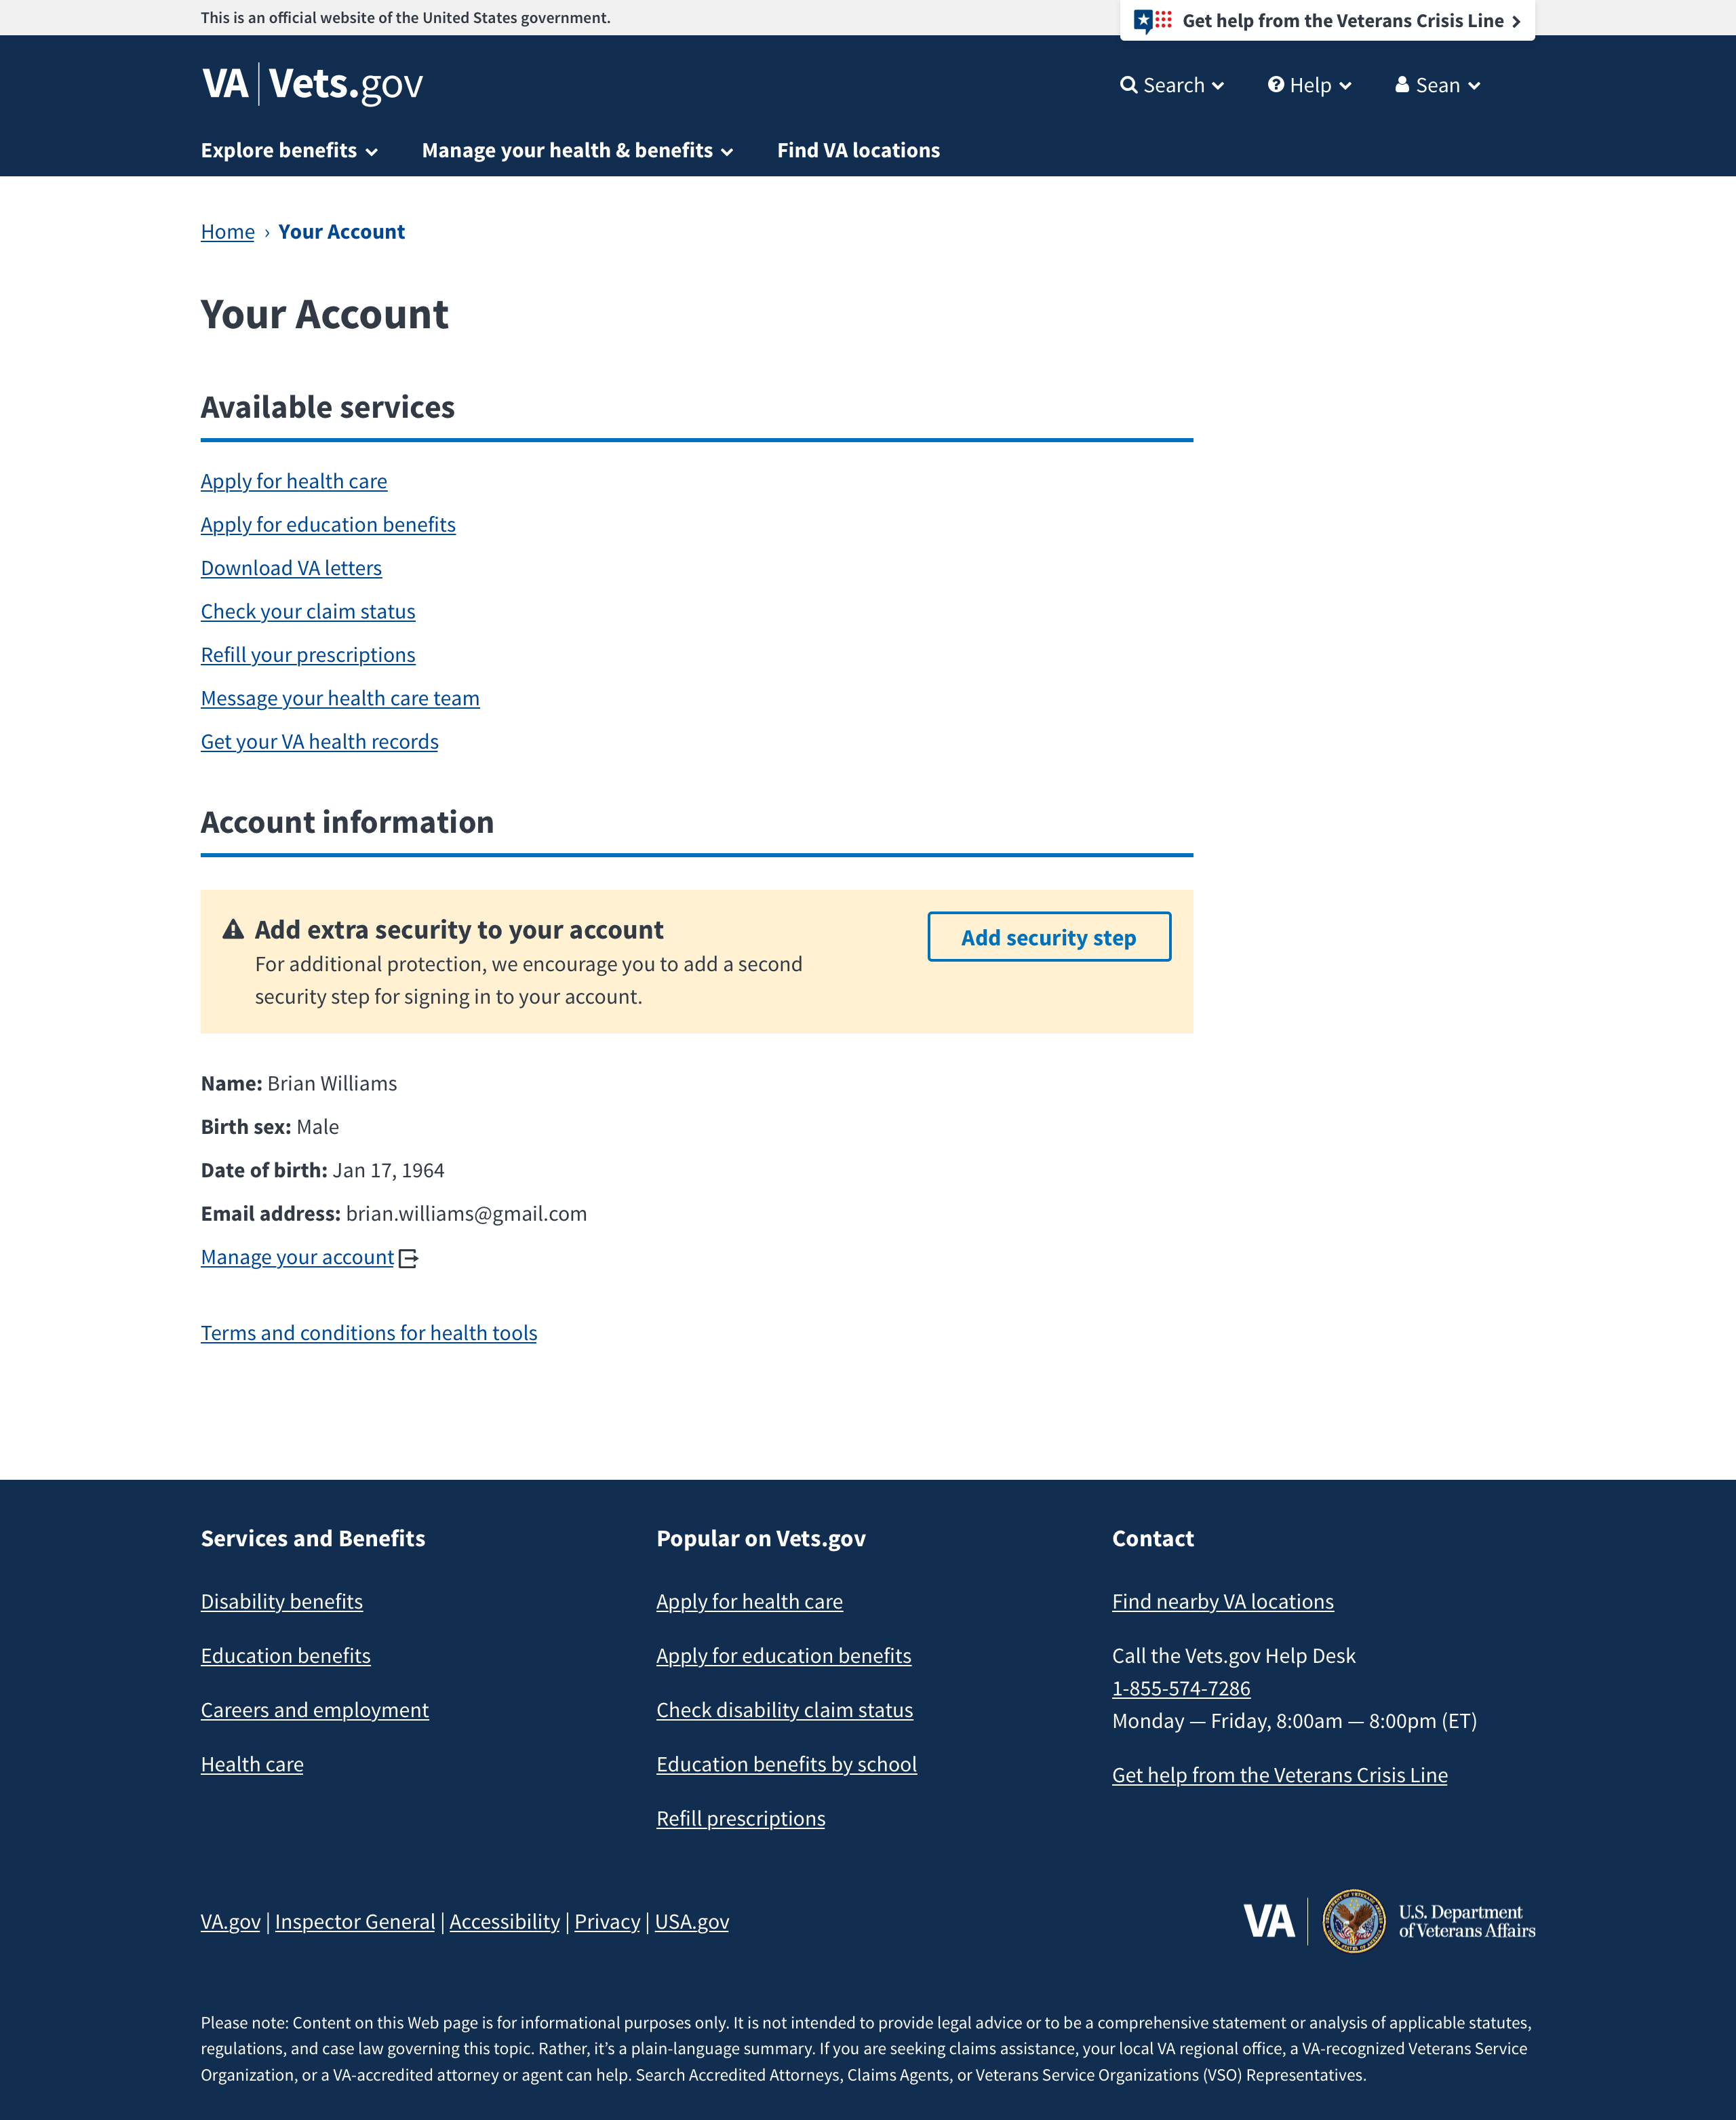 This is an official website of the United States government.
Get help from the Veterans Crisis Line
VA | Vets.gov
Search
Help
Sean
Explore benefits
Manage your health & benefits
Find VA locations
Home › Your Account
Your Account
Available services
Apply for health care
Apply for education benefits
Download VA letters
Check your claim status
Refill your prescriptions
Message your health care team
Get your VA health records
Account information
Add extra security to your account
Add security step
For additional protection, we encourage you to add a second
security step for signing in to your account.
Name: Brian Williams
Birth sex: Male
Date of birth: Jan 17, 1964
Email address: brian.williams@gmail.com
Manage your account
Terms and conditions for health tools
Services and Benefits
Disability benefits
Education benefits
Careers and employment
Health care
Popular on Vets.gov
Apply for health care
Apply for education benefits
Check disability claim status
Education benefits by school
Refill prescriptions
Contact
Find nearby VA locations
Call the Vets.gov Help Desk
1-855-574-7286
Monday — Friday, 8:00am — 8:00pm (ET)
Get help from the Veterans Crisis Line
VA.gov | Inspector General | Accessibility | Privacy | USA.gov
VA
U.S. Department
of Veterans Affairs
Please note: Content on this Web page is for informational purposes only. It is not intended to provide legal advice or to be a comprehensive statement or analysis of applicable statutes,
regulations, and case law governing this topic. Rather, it’s a plain-language summary. If you are seeking claims assistance, your local VA regional office, a VA-recognized Veterans Service
Organization, or a VA-accredited attorney or agent can help. Search Accredited Attorneys, Claims Agents, or Veterans Service Organizations (VSO) Representatives.